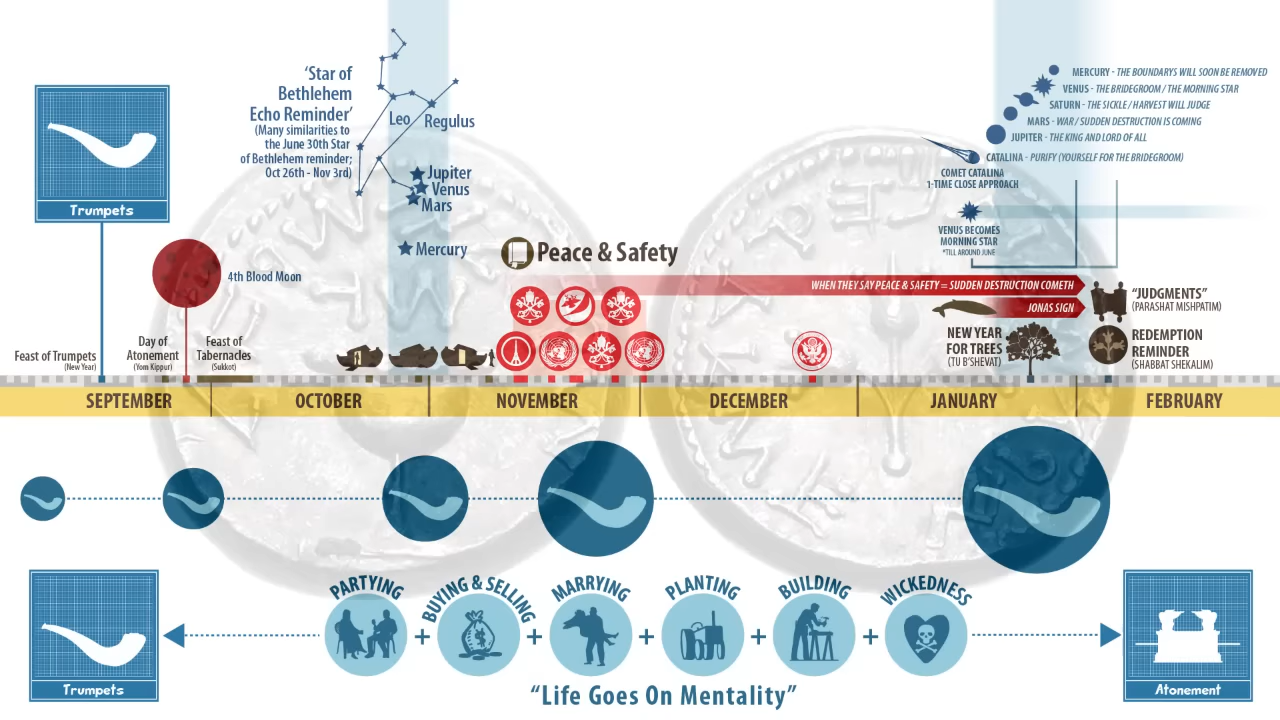 'Star of
Bethlehem
Echo Reminder'
(Many similarities to
the June 30th Star
of Bethlehem reminder;
Oct 26th - Nov 3rd)
Leo
Regulus
Jupiter
Venus
Mars
Mercury
Trumpets
4th Blood Moon
Feast of Trumpets
(New Year)
Day of
Atonement
(Yom Kippur)
Feast of
Tabernacles
(Sukkot)
Peace & Safety
WHEN THEY SAY PEACE & SAFETY = SUDDEN DESTRUCTION COMETH
JONAS SIGN
MERCURY - THE BOUNDARYS WILL SOON BE REMOVED
VENUS - THE BRIDEGROOM / THE MORNING STAR
SATURN - THE SICKLE / HARVEST WILL JUDGE
MARS - WAR / SUDDEN DESTRUCTION IS COMING
JUPITER - THE KING AND LORD OF ALL
CATALINA - PURIFY (YOURSELF FOR THE BRIDEGROOM)
COMET CATALINA
1-TIME CLOSE APPROACH
VENUS BECOMES
MORNING STAR
*TILL AROUND JUNE
NEW YEAR
FOR TREES
(TU B'SHEVAT)
"JUDGMENTS"
(PARASHAT MISHPATIM)
REDEMPTION
REMINDER
(SHABBAT SHEKALIM)
SEPTEMBER
OCTOBER
NOVEMBER
DECEMBER
JANUARY
FEBRUARY
PARTYING
+
BUYING & SELLING
+
MARRYING
+
PLANTING
+
BUILDING
+
WICKEDNESS
Trumpets
"Life Goes On Mentality"
Atonement